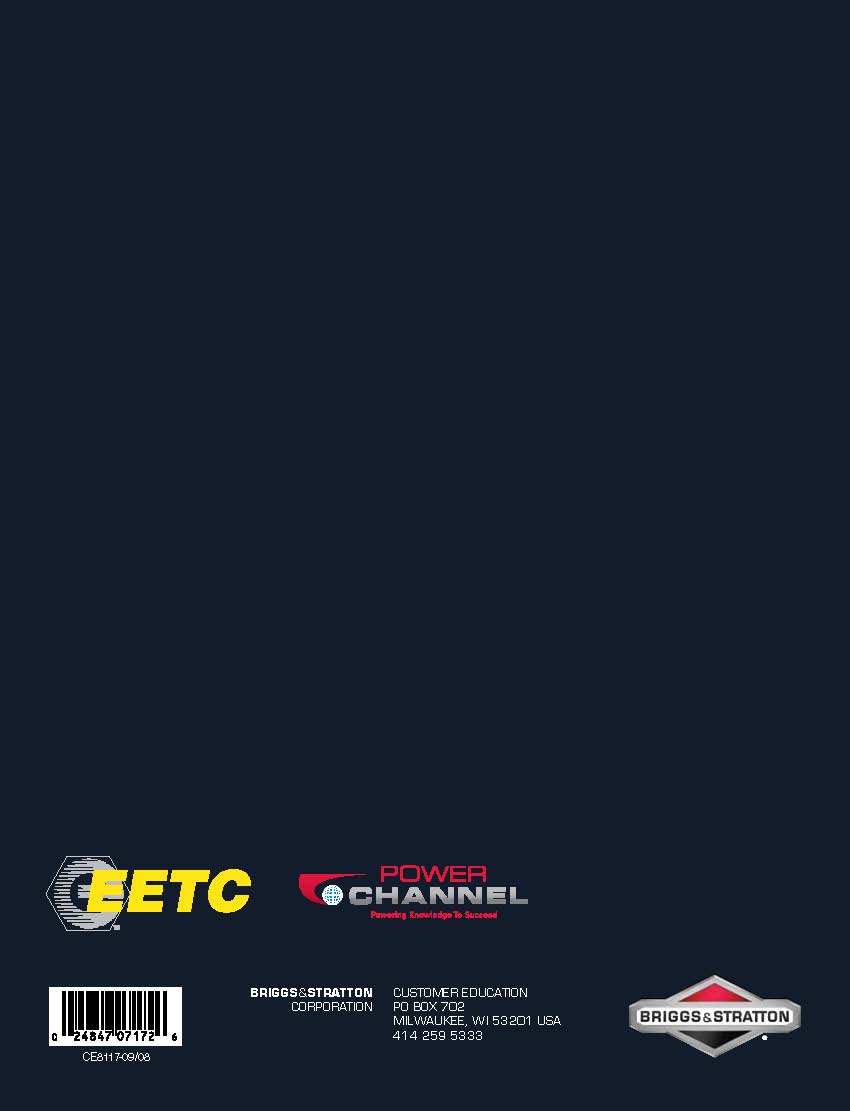 EETC
POWER
CHANNEL
Powering Knowledge To Succeed
BRIGGS&STRATTON
CORPORATION
CUSTOMER EDUCATION
PO BOX 702
MILWAUKEE, WI 53201 USA
414 259 5333
BRIGGS&STRATTON
0 24847 07172 6
CE8117-09/08